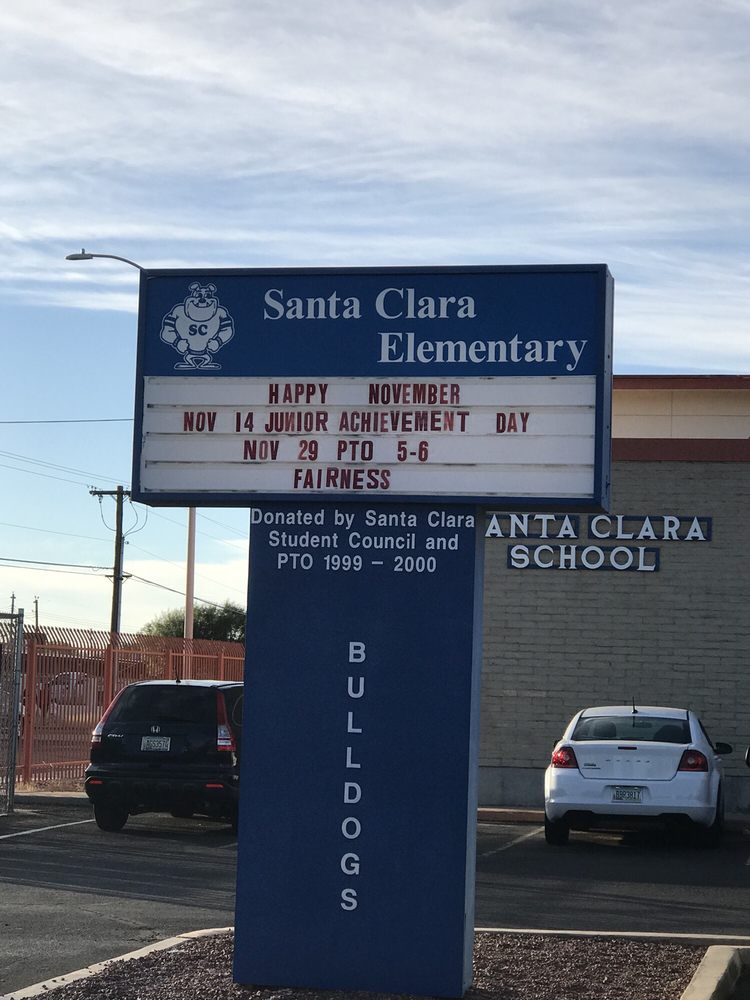 SC
Santa Clara
Elementary
HAPPY NOVEMBER
NOV 14 JUNIOR ACHIEVEMENT DAY
NOV 29 PTO 5-6
FAIRNESS
Donated by Santa Clara
Student Council and
PTO 1999 – 2000
BULLDOGS
ANTA CLARA
SCHOOL